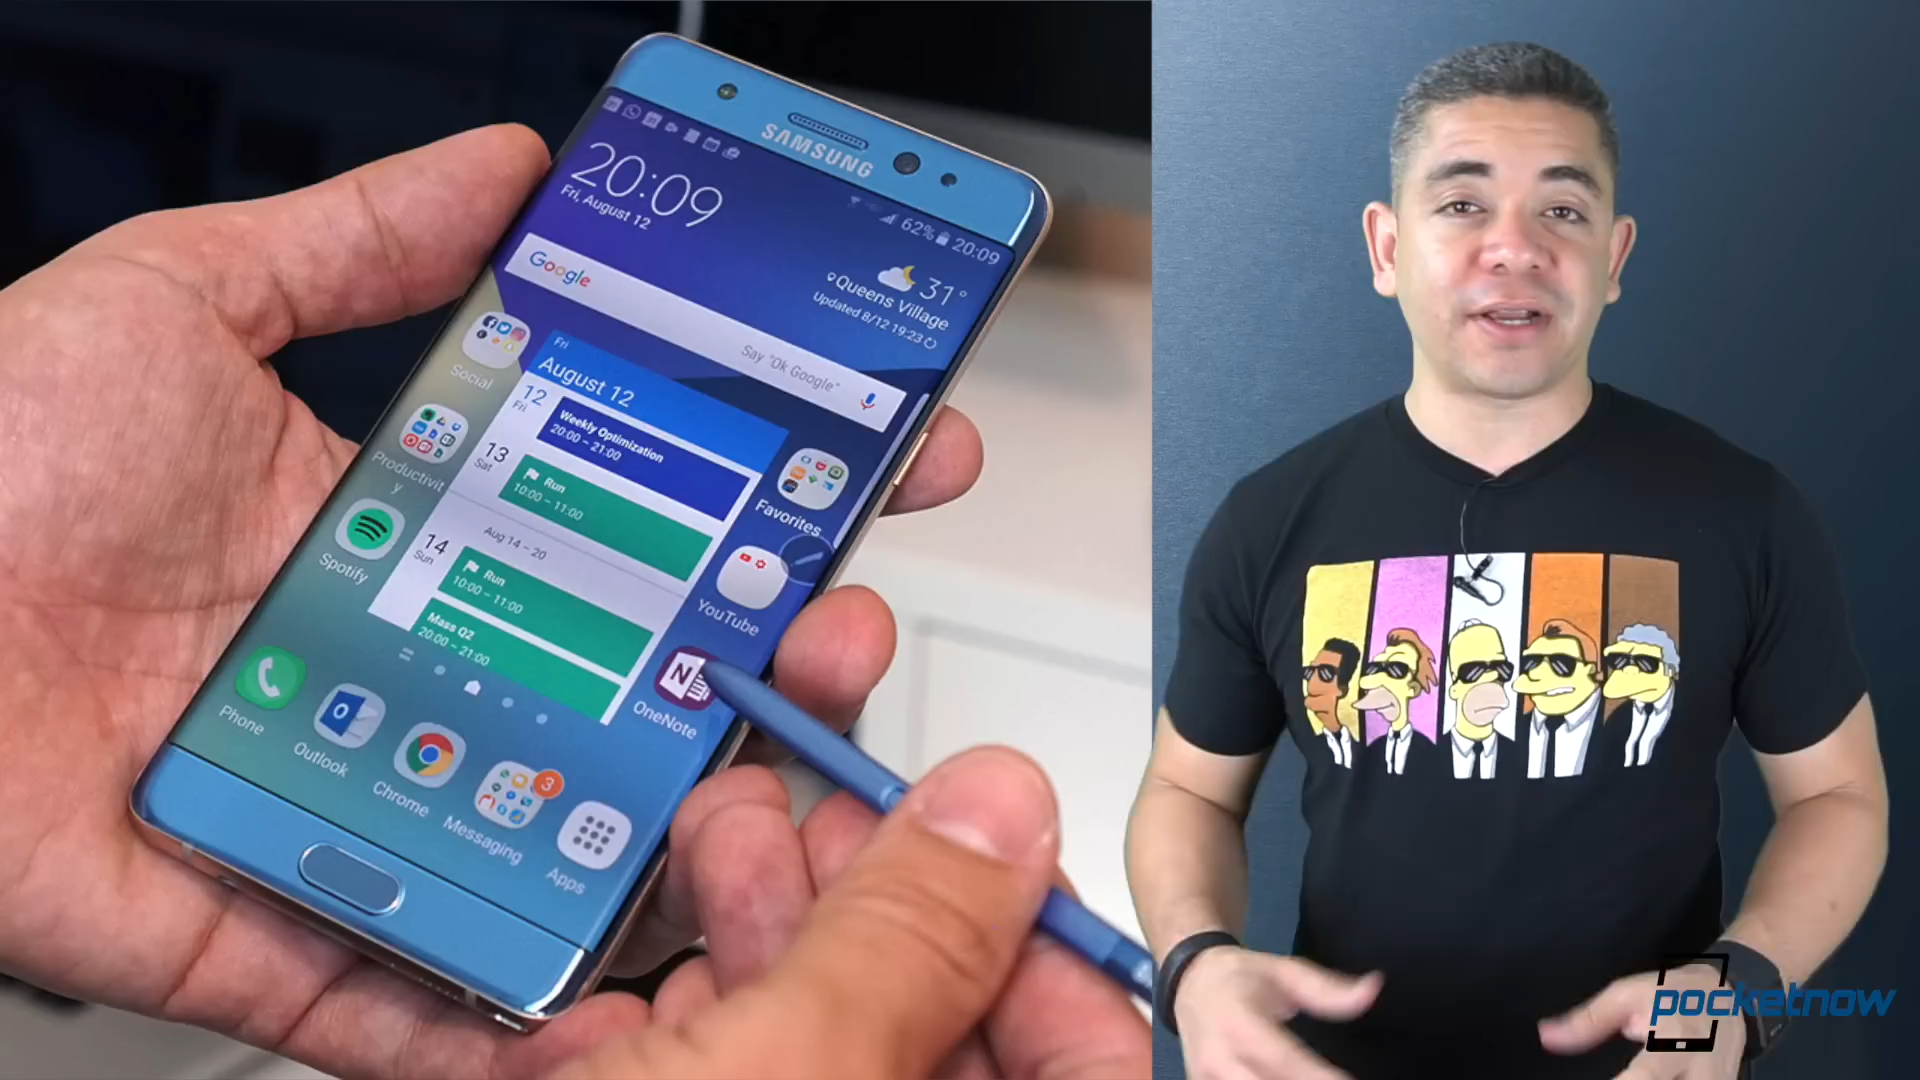 SAMSUNG
62% 20:09
20:09
Fri, August 12
31°
Queens Village
Updated 8/12 19:23
Google
Say "Ok Google"
Social
Fri
August 12
12
Fri
Weekly Optimization
20:00 – 21:00
13
Sat
Run
10:00 – 11:00
Productivit
y
Favorites
Aug 14 – 20
14
Sun
Run
10:00 – 11:00
Spotify
YouTube
Mass Q2
20:00 – 21:00
N
OneNote
Phone
O
Outlook
Chrome
3
Messaging
Apps
pocketnow